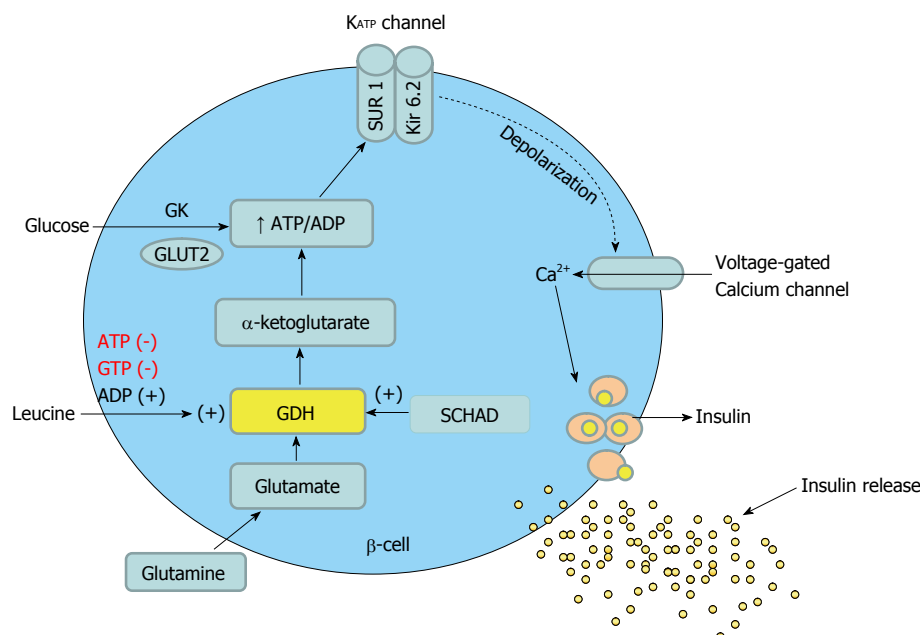 KATP channel
SUR 1
Kir 6.2
Depolarization
Glucose
GK
GLUT2
↑ ATP/ADP
Ca²⁺
Voltage-gated
Calcium channel
α-ketoglutarate
ATP (-)
GTP (-)
ADP (+)
Leucine
(+)
GDH
(+)
SCHAD
Insulin
Glutamate
Insulin release
β-cell
Glutamine